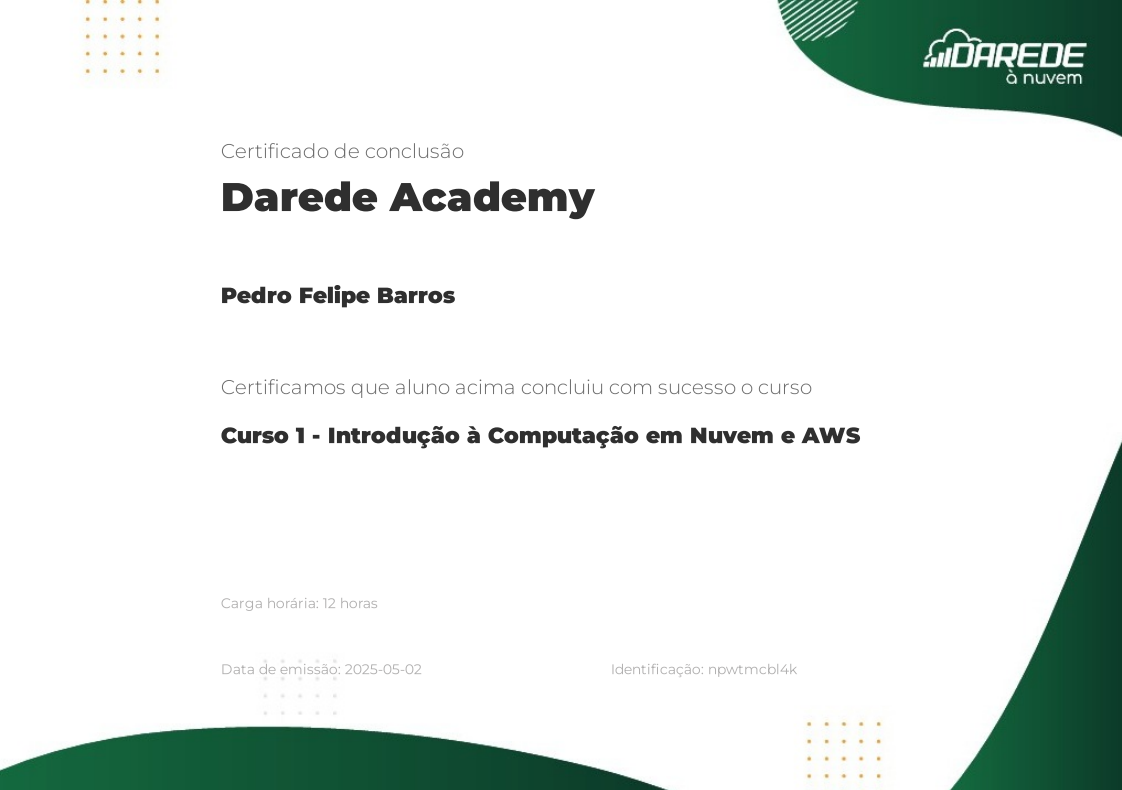 DAREDE
à nuvem
Certificado de conclusão
Darede Academy
Pedro Felipe Barros
Certificamos que aluno acima concluiu com sucesso o curso
Curso 1 - Introdução à Computação em Nuvem e AWS
Carga horária: 12 horas
Data de emissão: 2025-05-02
Identificação: npwtmcbl4k